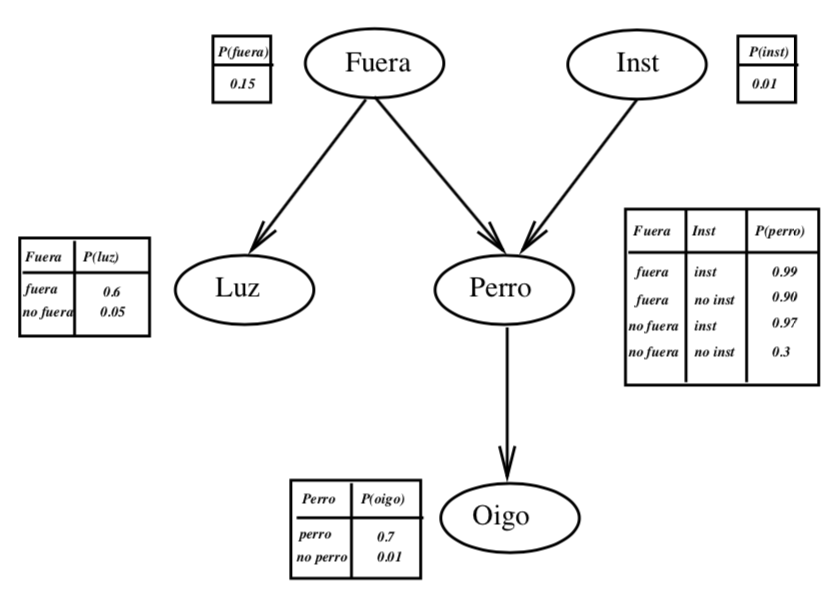 P(fuera)
0.15
Fuera
Inst
P(inst)
0.01
Fuera P(luz)
fuera 0.6
no fuera 0.05
Luz
Perro
Fuera Inst P(perro)
fuera inst 0.99
fuera no inst 0.90
no fuera inst 0.97
no fuera no inst 0.3
Perro P(oigo)
perro 0.7
no perro 0.01
Oigo